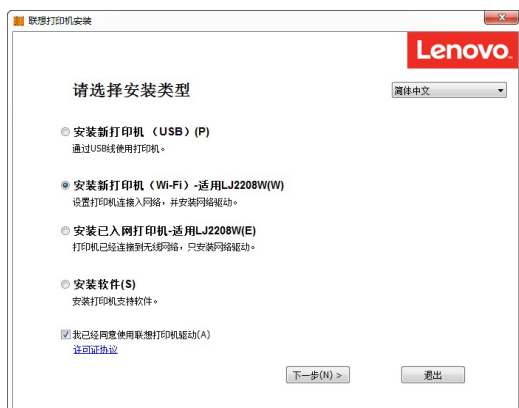 联想打印机安装
Lenovo
请选择安装类型
简体中文
安装新打印机 （USB）(P)
通过USB线使用打印机。
安装新打印机（Wi-Fi）-适用LJ2208W(W)
设置打印机连接入网络，并安装网络驱动。
安装已入网打印机-适用LJ2208W(E)
打印机已经连接到无线网络，只安装网络驱动。
安装软件(S)
安装打印机支持软件。
我已经同意使用联想打印机驱动(A)
许可证协议
下一步(N) >
退出